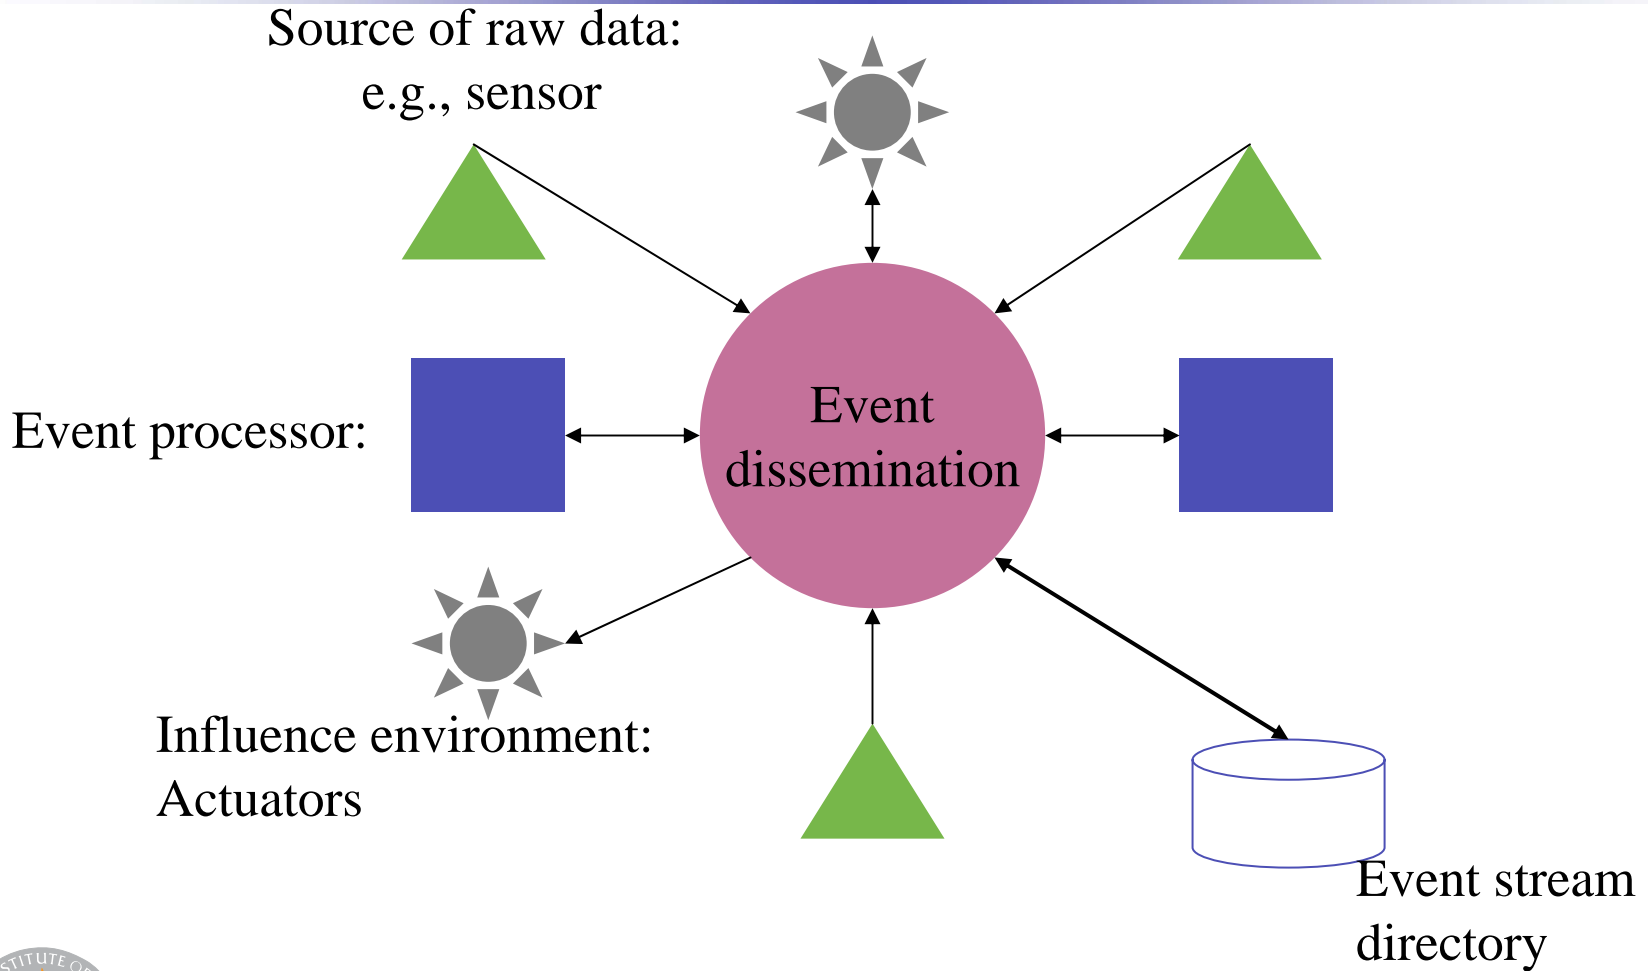 Source of raw data:
e.g., sensor
Event processor:
Event
dissemination
Influence environment:
Actuators
Event stream
directory